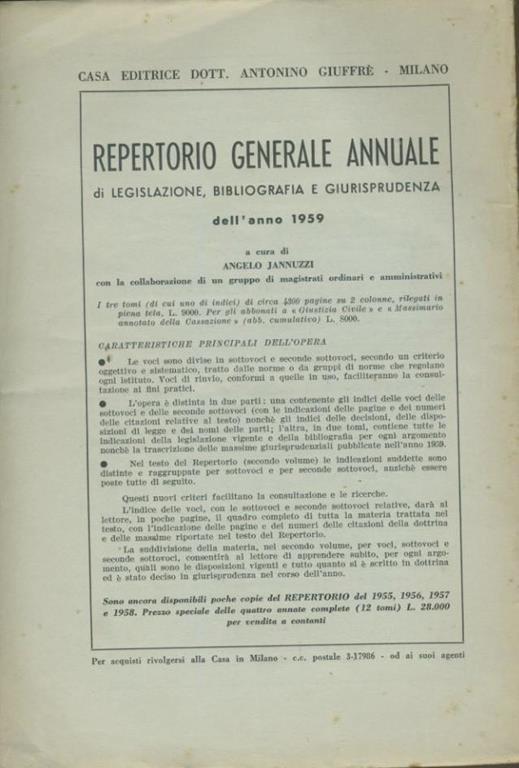 CASA EDITRICE DOTT. ANTONINO GIUFFRÈ - MILANO
REPERTORIO GENERALE ANNUALE
di LEGISLAZIONE, BIBLIOGRAFIA E GIURISPRUDENZA
dell'anno 1959
a cura di
ANGELO JANNUZZI
con la collaborazione di un gruppo di magistrati ordinari e amministrativi
I tre tomi (di cui uno di indici) di circa 4300 pagine su 2 colonne, rilegati in
piena tela, L. 9000. Per gli abbonati a « Giustizia Civile » e « Massimario
annotato della Cassazione » (abb. cumulativo) L. 8000.
CARATTERISTICHE PRINCIPALI DELL'OPERA
● Le voci sono divise in sottovoci e seconde sottovoci, secondo un criterio
oggettivo e sistematico, tratto dalle norme o da gruppi di norme che regolano
ogni istituto. Voci di rinvio, conformi a quelle in uso, faciliteranno la consul-
tazione ai fini pratici.
● L'opera è distinta in due parti: una contenente gli indici delle voci delle
sottovoci e delle seconde sottovoci (con le indicazioni delle pagine e dei numeri
delle citazioni relative al testo) nonchè gli indici delle decisioni, delle dispo-
sizioni di legge e dei nomi delle parti; l'altra, in due tomi, contiene tutte le
indicazioni della legislazione vigente e della bibliografia per ogni argomento
nonchè la trascrizione delle massime giurisprudenziali pubblicate nell'anno 1959.
● Nel testo del Repertorio (secondo volume) le indicazioni suddette sono
distinte e raggruppate per sottovoci e per seconde sottovoci, anzichè essere
poste tutte di seguito.
Questi nuovi criteri facilitano la consultazione e le ricerche.
L'indice delle voci, con le sottovoci e seconde sottovoci relative, darà al
lettore, in poche pagine, il quadro completo di tutta la materia trattata nel
testo, con l'indicazione delle pagine e dei numeri delle citazioni della dottrina
e delle massime riportate nel testo del Repertorio.
La suddivisione della materia, nel secondo volume, per voci, sottovoci e
seconde sottovoci, consentirà al lettore di apprendere subito, per ogni argo-
mento, quali sono le disposizioni vigenti e tutto quanto si è scritto in dottrina
ed è stato deciso in giurisprudenza nel corso dell'anno.
Sono ancora disponibili poche copie del REPERTORIO del 1955, 1956, 1957
e 1958. Prezzo speciale delle quattro annate complete (12 tomi) L. 28.000
per vendita a contanti
Per acquisti rivolgersi alla Casa in Milano - c.c. postale 3-17986 - od ai suoi agenti